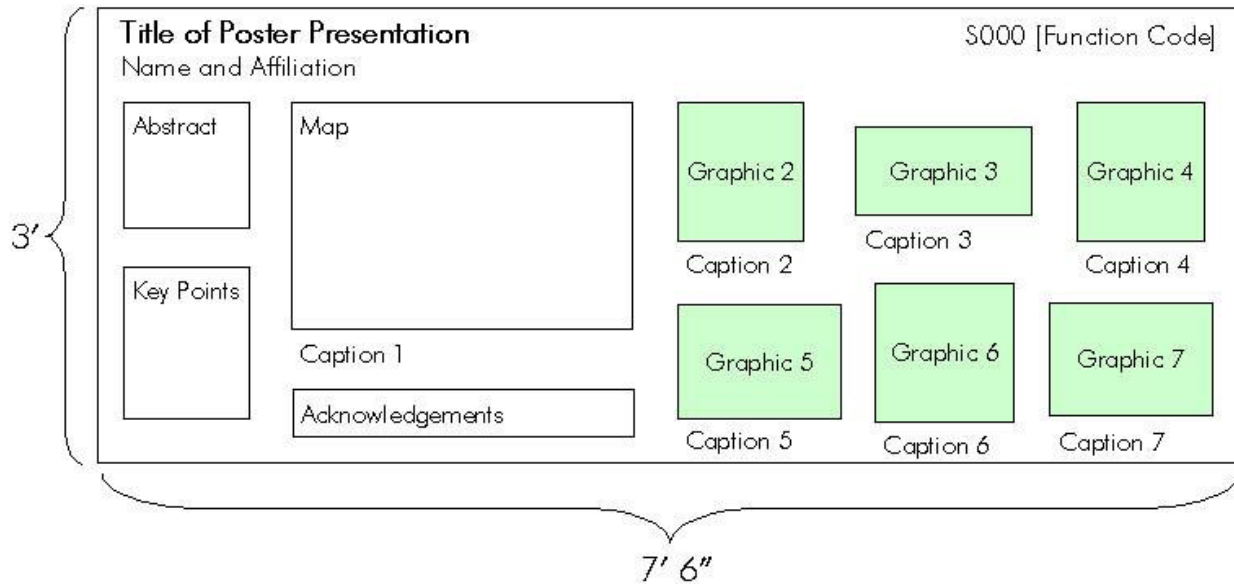 Title of Poster Presentation
S000 [Function Code]
Name and Affiliation
Abstract
Map
Graphic 2
Graphic 3
Graphic 4
3'
Caption 3
Caption 2
Caption 4
Key Points
Caption 1
Graphic 5
Graphic 6
Graphic 7
Acknowledgements
Caption 5
Caption 6
Caption 7
7' 6"